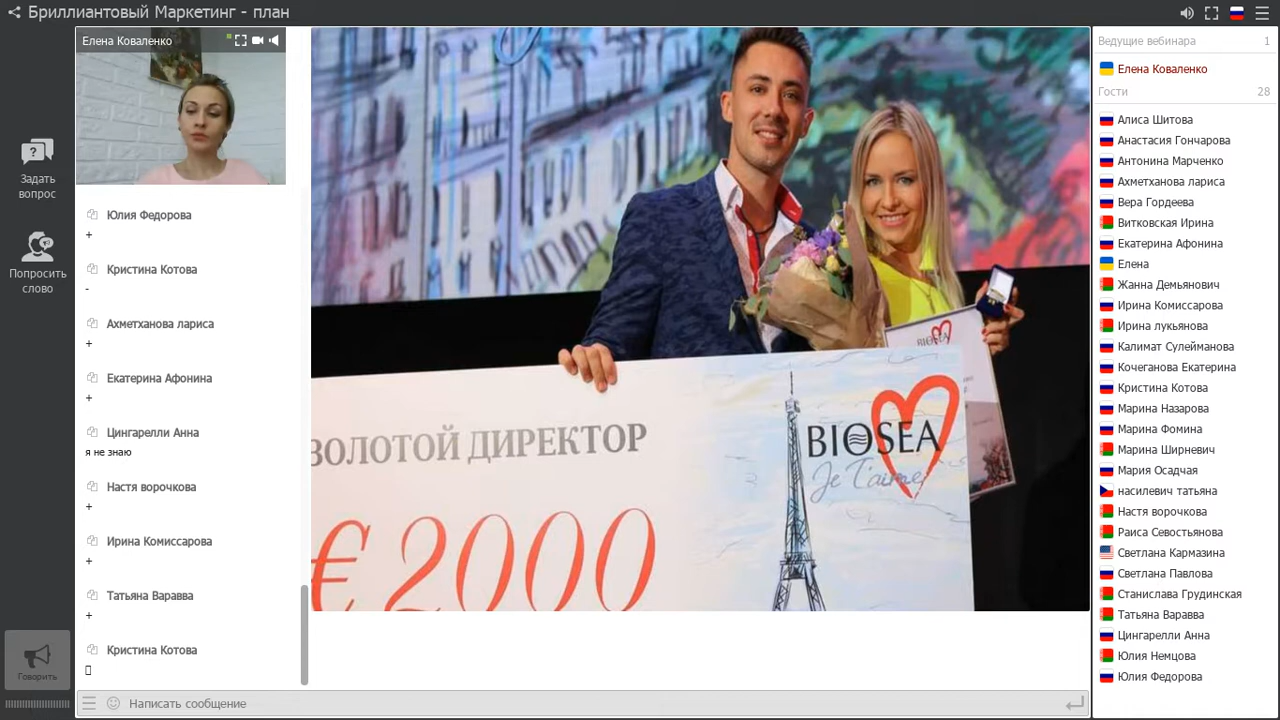 Бриллиантовый Маркетинг - план
Елена Коваленко
Задать
вопрос
Попросить
слово
Говорить
Юлия Федорова
+
Кристина Котова
-
Ахметханова лариса
+
Екатерина Афонина
+
Цингарелли Анна
я не знаю
Настя ворочкова
+
Ирина Комиссарова
+
Татьяна Варавва
+
Кристина Котова
Написать сообщение
BIOSEA
ЗОЛОТОЙ ДИРЕКТОР
BIOSEA
Je t'aime
€ 2000
Ведущие вебинара 1
Елена Коваленко
Гости 28
Алиса Шитова
Анастасия Гончарова
Антонина Марченко
Ахметханова лариса
Вера Гордеева
Витковская Ирина
Екатерина Афонина
Елена
Жанна Демьянович
Ирина Комиссарова
Ирина лукьянова
Калимат Сулейманова
Кочеганова Екатерина
Кристина Котова
Марина Назарова
Марина Фомина
Марина Ширневич
Мария Осадчая
насилевич татьяна
Настя ворочкова
Раиса Севостьянова
Светлана Кармазина
Светлана Павлова
Станислава Грудинская
Татьяна Варавва
Цингарелли Анна
Юлия Немцова
Юлия Федорова